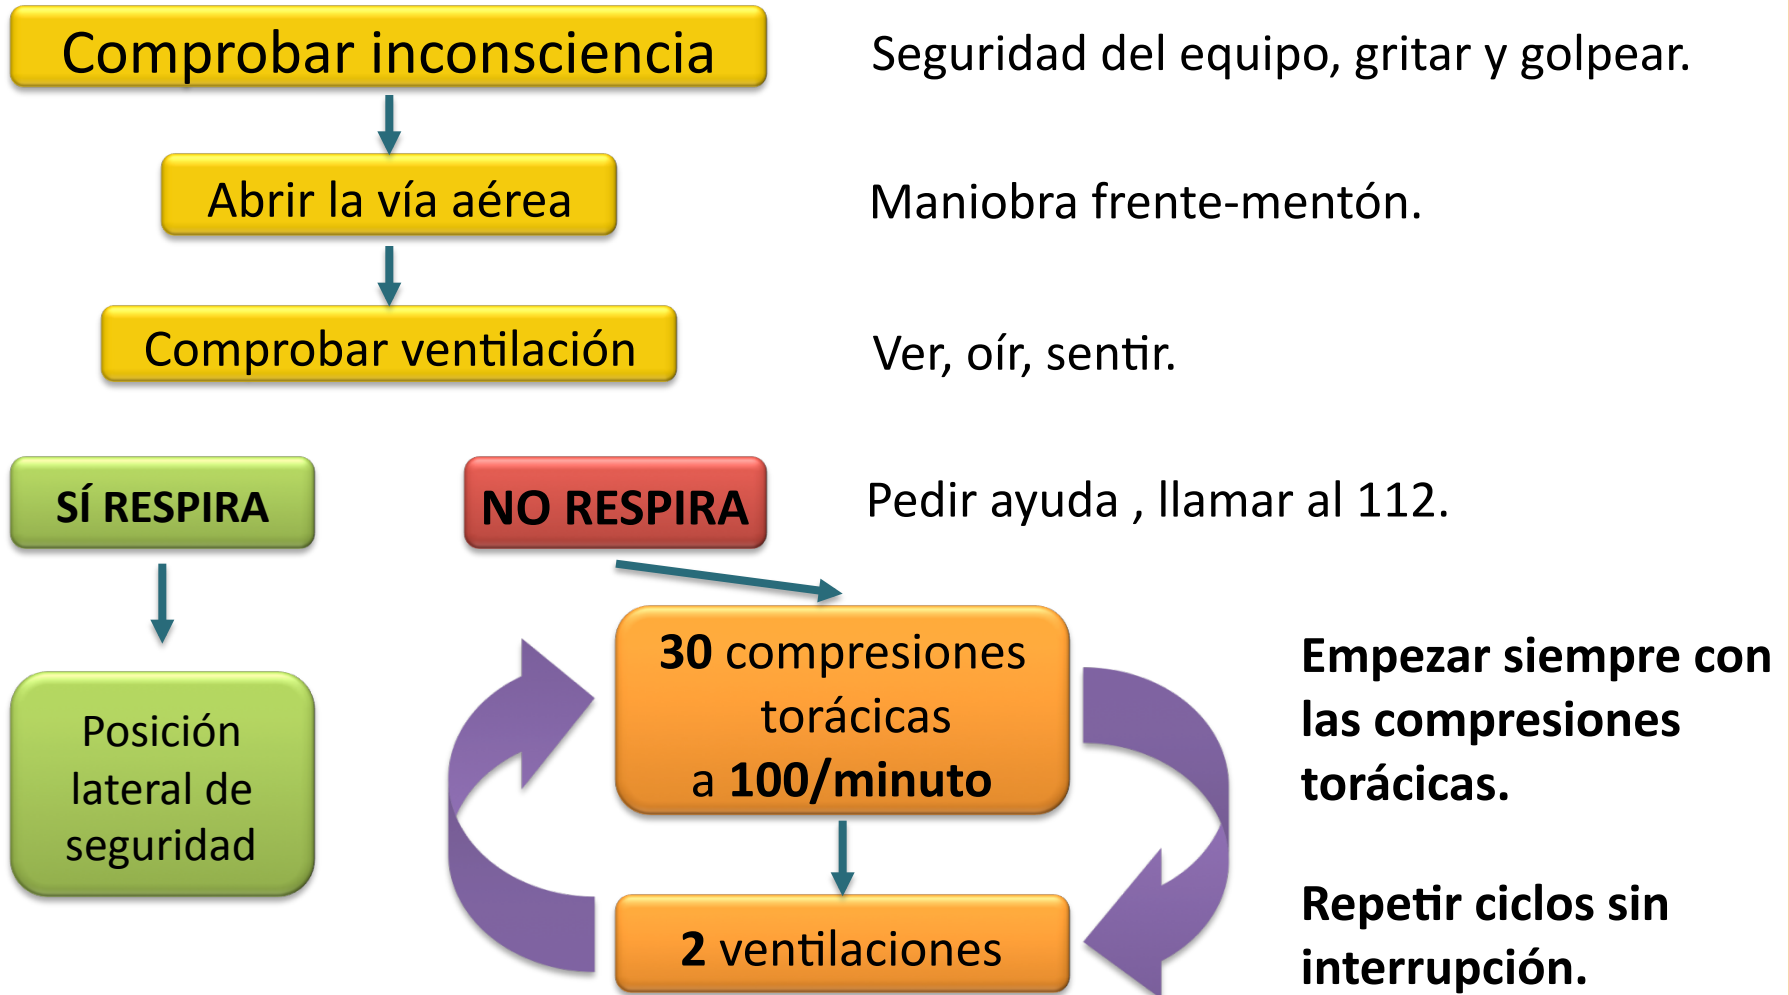 Comprobar inconsciencia
Seguridad del equipo, gritar y golpear.
Abrir la vía aérea
Maniobra frente-mentón.
Comprobar ventilación
Ver, oír, sentir.
SÍ RESPIRA
NO RESPIRA
Pedir ayuda , llamar al 112.
Posición
lateral de
seguridad
30 compresiones
torácicas
a 100/minuto
Empezar siempre con
las compresiones
torácicas.
2 ventilaciones
Repetir ciclos sin
interrupción.